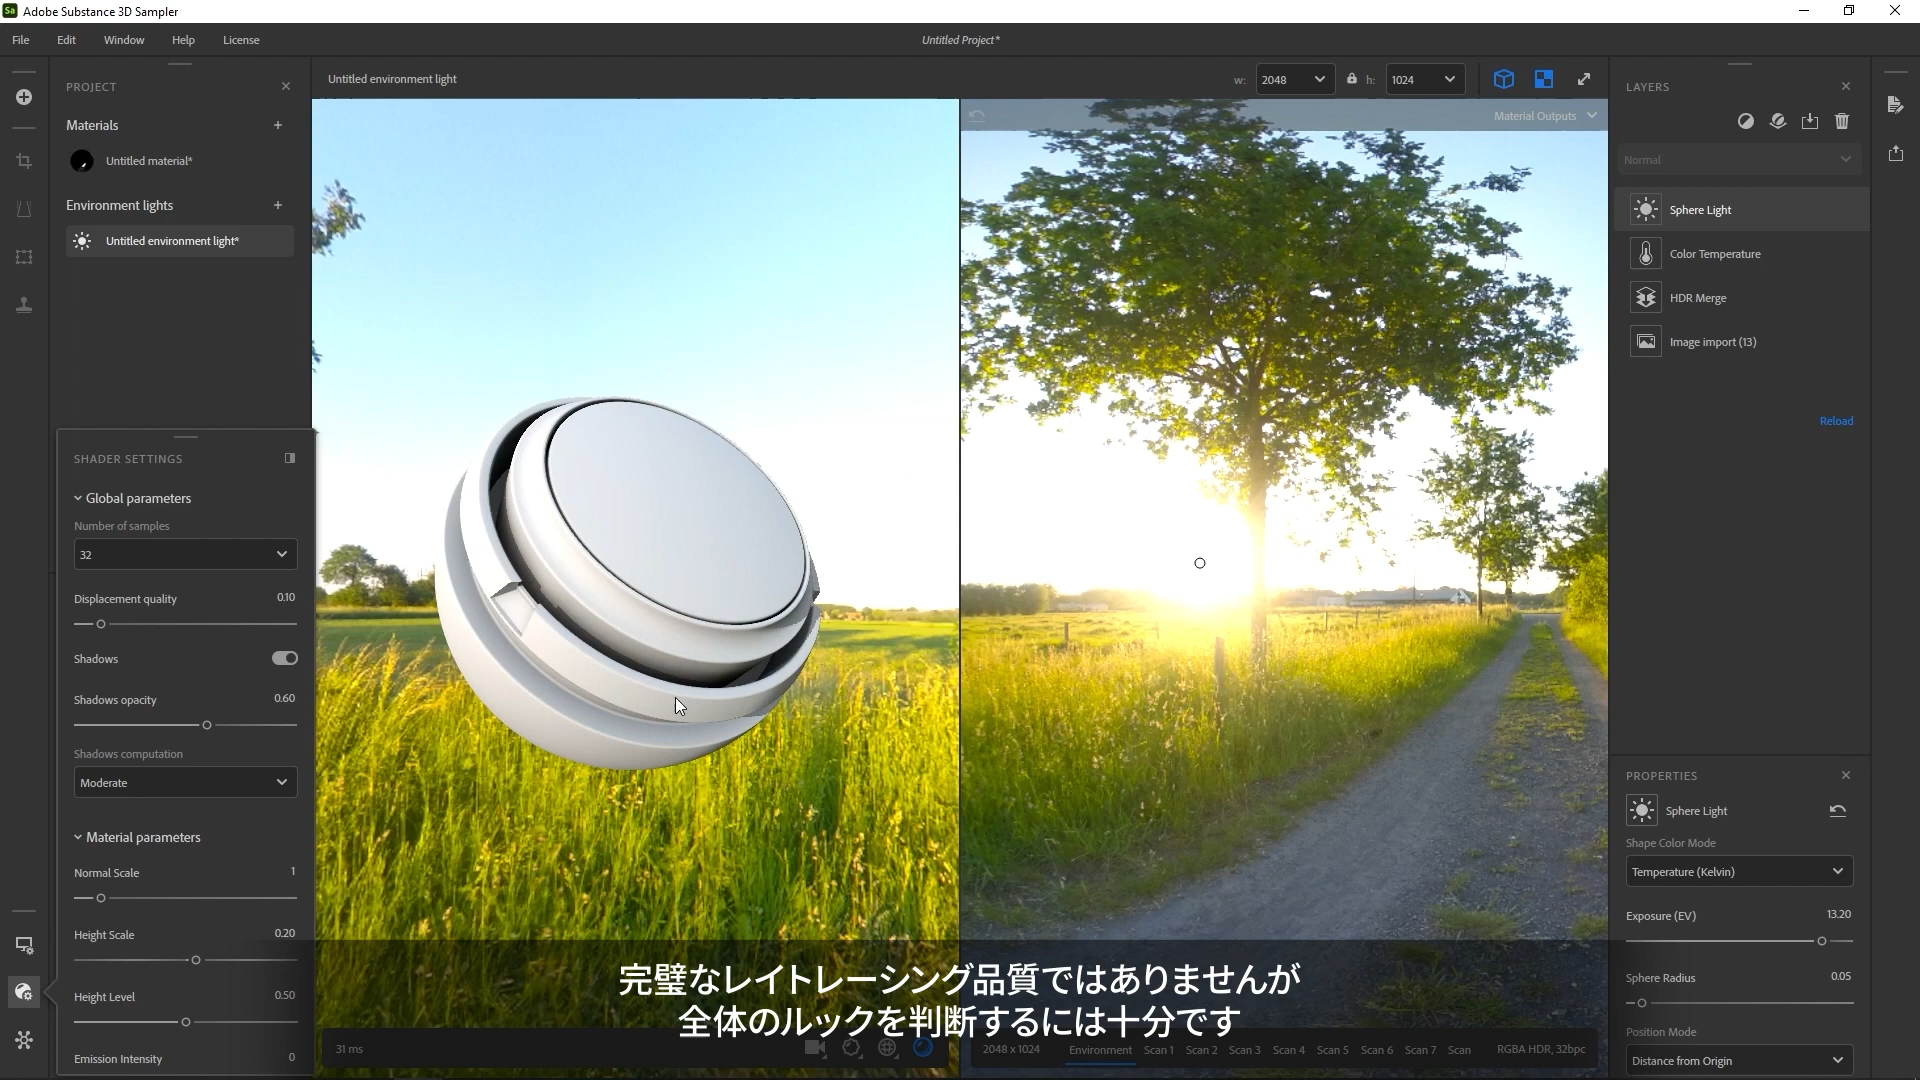 Sa Adobe Substance 3D Sampler
File Edit Window Help License
Untitled Project*
PROJECT
Materials
Untitled material*
Environment lights
Untitled environment light*
SHADER SETTINGS
Global parameters
Number of samples
32
Displacement quality 0.10
Shadows
Shadows opacity 0.60
Shadows computation
Moderate
Material parameters
Normal Scale 1
Height Scale 0.20
Height Level 0.50
Emission Intensity 0
Untitled environment light
w: 2048 h: 1024
Material Outputs
完璧なレイトレーシング品質ではありませんが
全体のルックを判断するには十分です
31 ms
2048 x 1024 Environment Scan 1 Scan 2 Scan 3 Scan 4 Scan 5 Scan 6 Scan 7 Scan RGBA HDR, 32bpc
LAYERS
Normal
Sphere Light
Color Temperature
HDR Merge
Image import (13)
Reload
PROPERTIES
Sphere Light
Shape Color Mode
Temperature (Kelvin)
Exposure (EV) 13.20
Sphere Radius 0.05
Position Mode
Distance from Origin